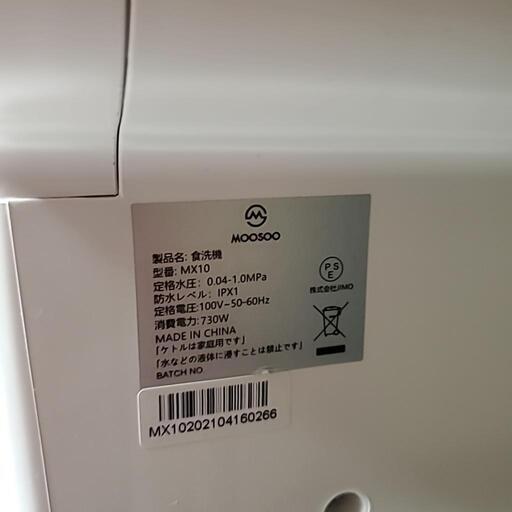 MOOSOO
製品名: 食洗機
型番: MX10
定格水圧: 0.04-1.0MPa
防水レベル: IPX1
定格電圧:100V~50-60Hz
消費電力:730W
MADE IN CHINA
「ケトルは家庭用です」
「水などの液体に浸すことは禁止です」
BATCH NO
PSE
株式会社JIMO
MX10202104160266